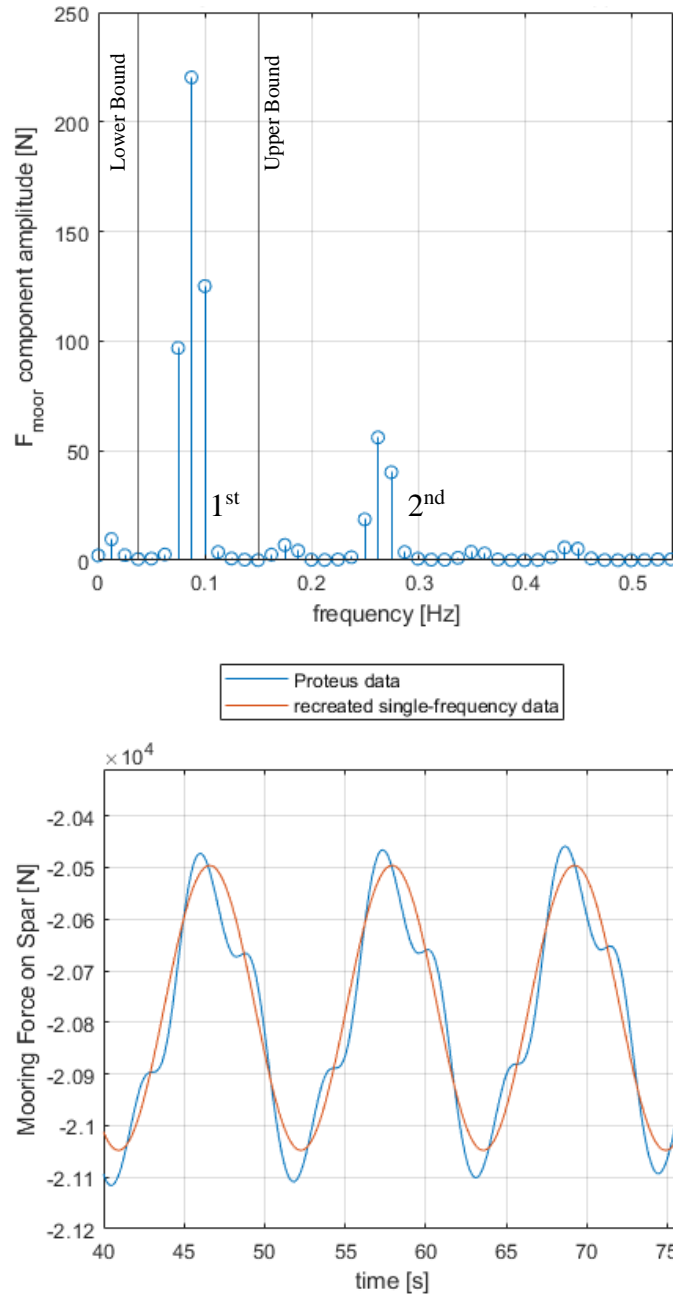 250
200
150
100
50
0
F_moor component amplitude [N]
Lower Bound
Upper Bound
1st
2nd
0 0.1 0.2 0.3 0.4 0.5
frequency [Hz]
Proteus data
recreated single-frequency data
×10^4
-2.04
-2.05
-2.06
-2.07
-2.08
-2.09
-2.1
-2.11
-2.12
Mooring Force on Spar [N]
40 45 50 55 60 65 70 75
time [s]